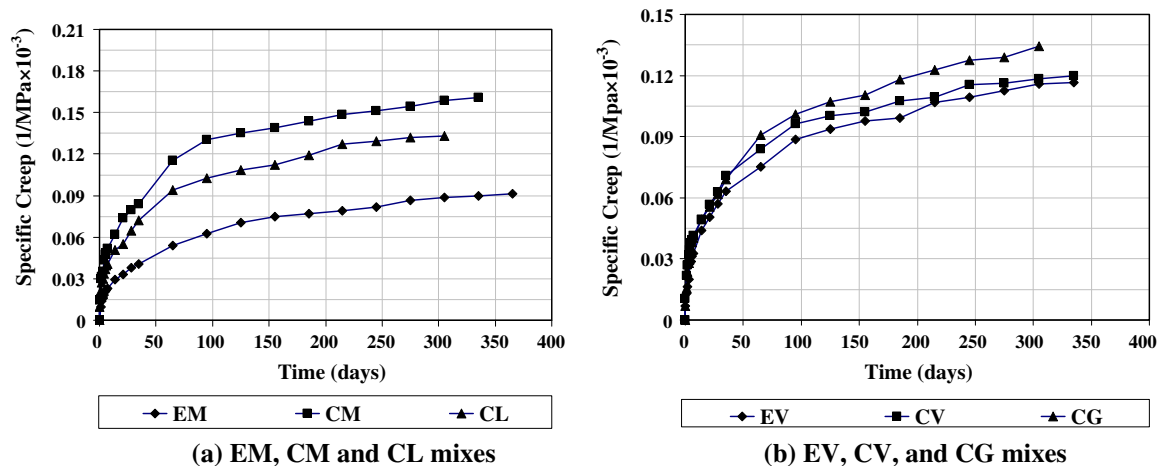 0.21
0.18
0.15
0.12
0.09
0.06
0.03
0
Specific Creep (1/MPa×10⁻³)
0 50 100 150 200 250 300 350 400
Time (days)
EM CM CL
(a) EM, CM and CL mixes
0.15
0.12
0.09
0.06
0.03
0
Specific Creep (1/Mpa×10⁻³)
0 50 100 150 200 250 300 350 400
Time (days)
EV CV CG
(b) EV, CV, and CG mixes